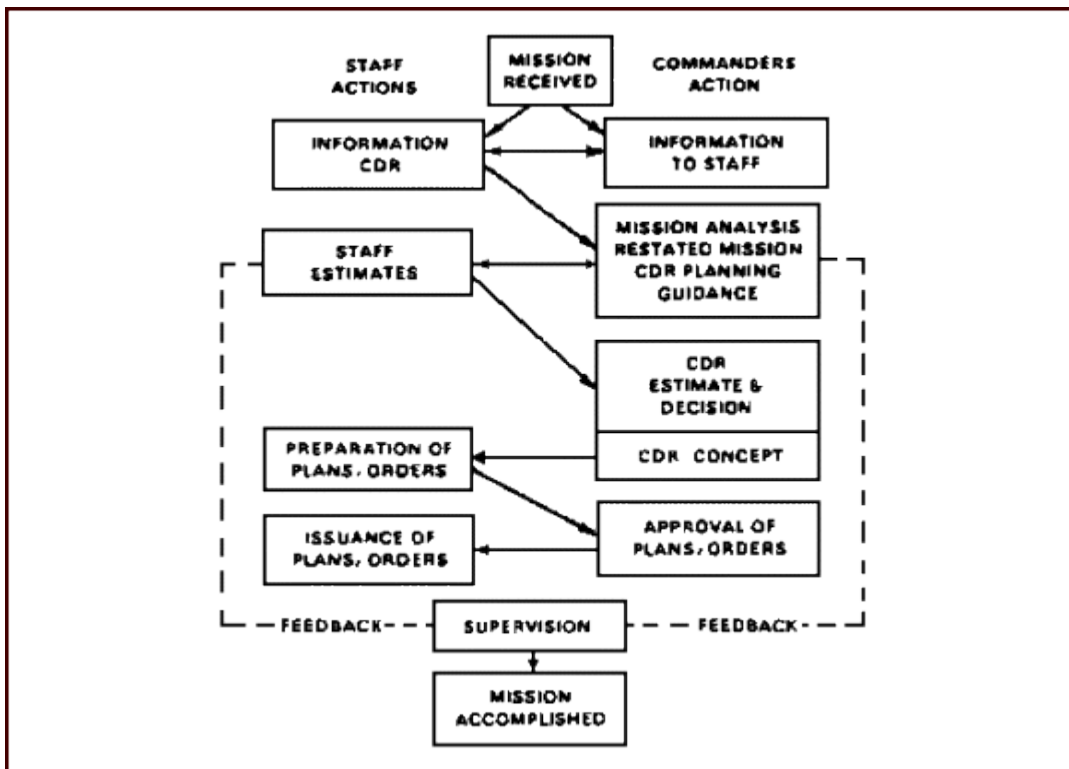 STAFF
ACTIONS
MISSION
RECEIVED
COMMANDERS
ACTION
INFORMATION
CDR
INFORMATION
TO STAFF
STAFF
ESTIMATES
MISSION ANALYSIS
RESTATED MISSION
CDR PLANNING
GUIDANCE
CDR
ESTIMATE &
DECISION
CDR CONCEPT
PREPARATION OF
PLANS, ORDERS
APPROVAL OF
PLANS, ORDERS
ISSUANCE OF
PLANS, ORDERS
FEEDBACK
SUPERVISION
FEEDBACK
MISSION
ACCOMPLISHED